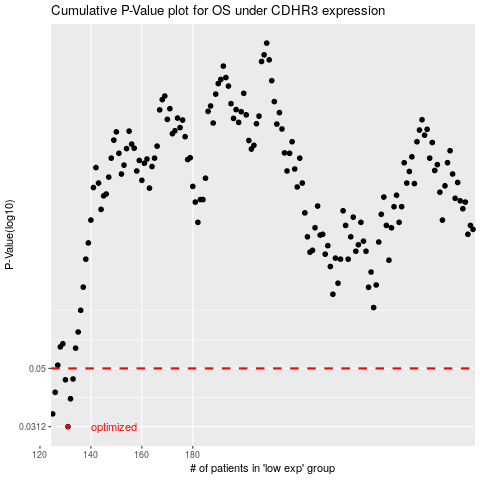 Cumulative P-Value plot for OS under CDHR3 expression
P-Value(log10)
0.05
0.0312
optimized
120 140 160 180
# of patients in 'low exp' group